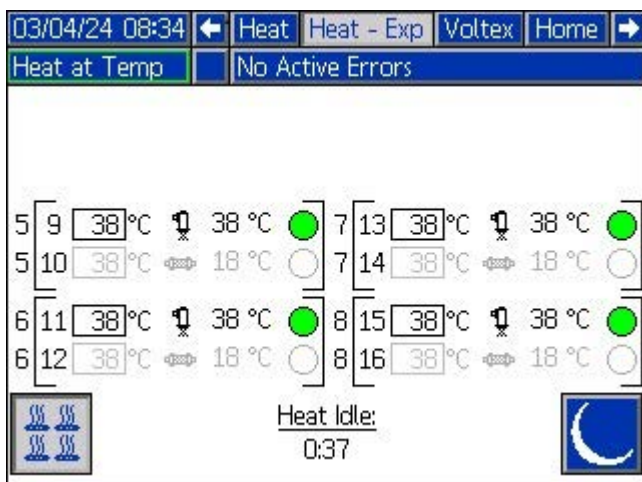 03/04/24 08:34 Heat Heat - Exp Voltex Home
Heat at Temp No Active Errors
5 9 38 °C 38 °C 7 13 38 °C 38 °C
5 10 38 °C 18 °C 7 14 38 °C 18 °C
6 11 38 °C 38 °C 8 15 38 °C 38 °C
6 12 38 °C 18 °C 8 16 38 °C 18 °C
Heat Idle:
0:37